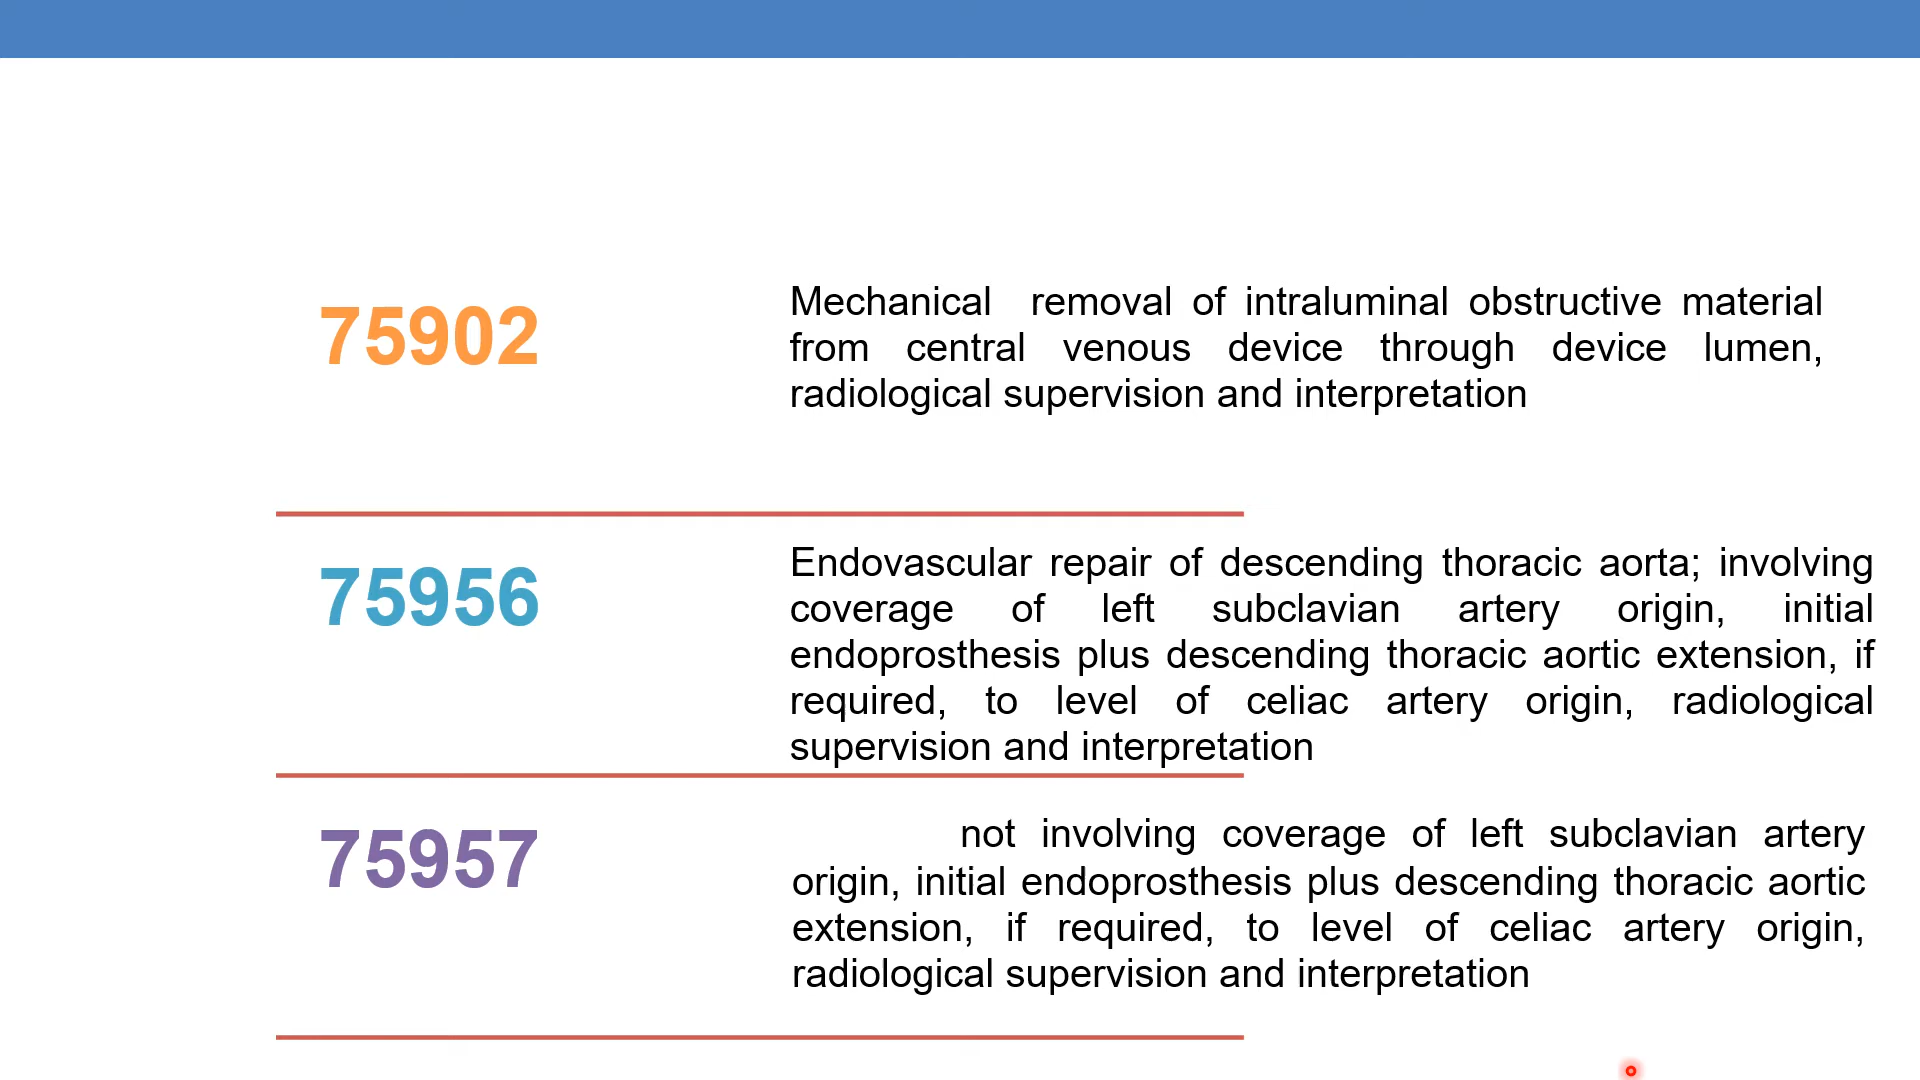 75902
Mechanical removal of intraluminal obstructive material
from central venous device through device lumen,
radiological supervision and interpretation
75956
Endovascular repair of descending thoracic aorta; involving
coverage of left subclavian artery origin, initial
endoprosthesis plus descending thoracic aortic extension, if
required, to level of celiac artery origin, radiological
supervision and interpretation
75957
not involving coverage of left subclavian artery
origin, initial endoprosthesis plus descending thoracic aortic
extension, if required, to level of celiac artery origin,
radiological supervision and interpretation